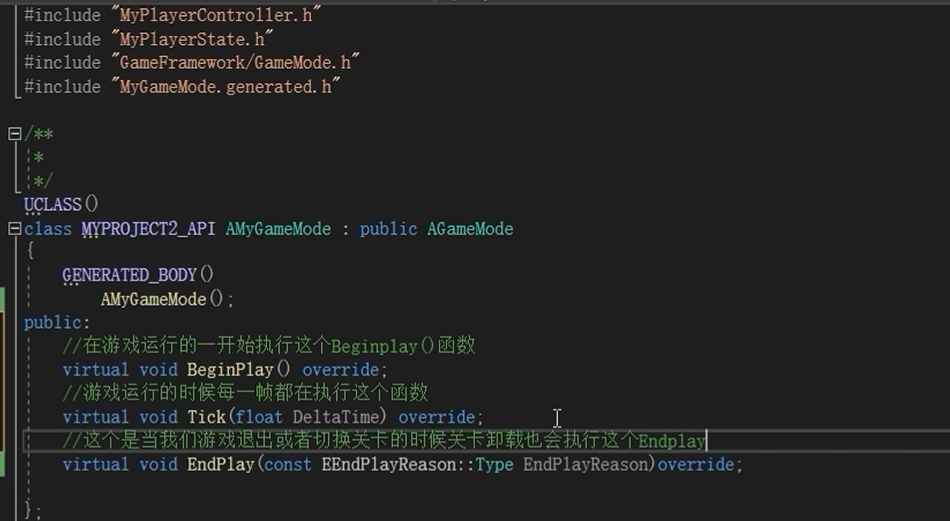 #include "MyPlayerController.h"
#include "MyPlayerState.h"
#include "GameFramework/GameMode.h"
#include "MyGameMode.generated.h"
/**
*
*/
UCLASS()
class MYPROJECT2_API AMyGameMode : public AGameMode
{
GENERATED_BODY()
AMyGameMode();
public:
//在游戏运行的一开始执行这个Beginplay()函数
virtual void BeginPlay() override;
//游戏运行的时候每一帧都在执行这个函数
virtual void Tick(float DeltaTime) override;
//这个是当我们游戏退出或者切换关卡的时候关卡卸载也会执行这个Endplay
virtual void EndPlay(const EEndPlayReason::Type EndPlayReason)override;
};